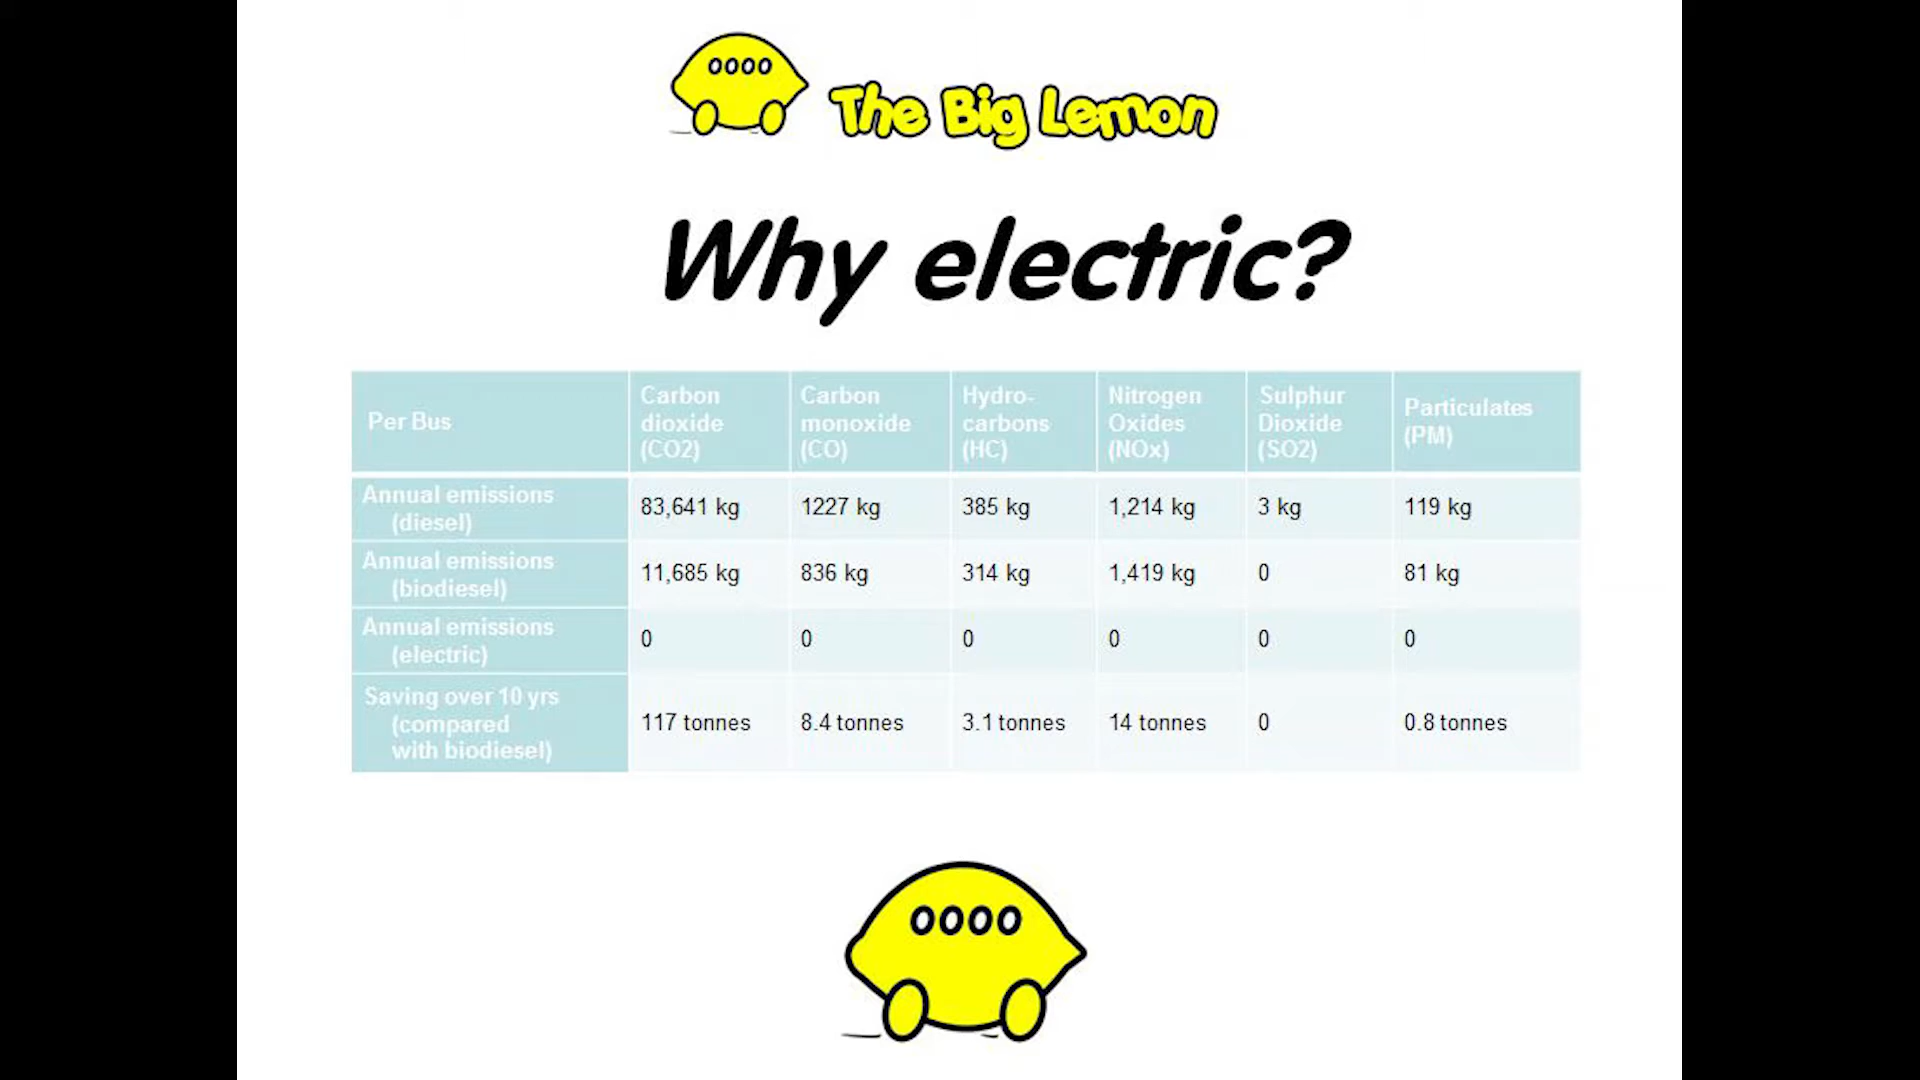 The Big Lemon
Why electric?
Per Bus
Carbon
dioxide
(CO2)
Carbon
monoxide
(CO)
Hydro-
carbons
(HC)
Nitrogen
Oxides
(NOx)
Sulphur
Dioxide
(SO2)
Particulates
(PM)
Annual emissions
(diesel)
83,641 kg
1227 kg
385 kg
1,214 kg
3 kg
119 kg
Annual emissions
(biodiesel)
11,685 kg
836 kg
314 kg
1,419 kg
0
81 kg
Annual emissions
(electric)
0
0
0
0
0
0
Saving over 10 yrs
(compared
with biodiesel)
117 tonnes
8.4 tonnes
3.1 tonnes
14 tonnes
0
0.8 tonnes